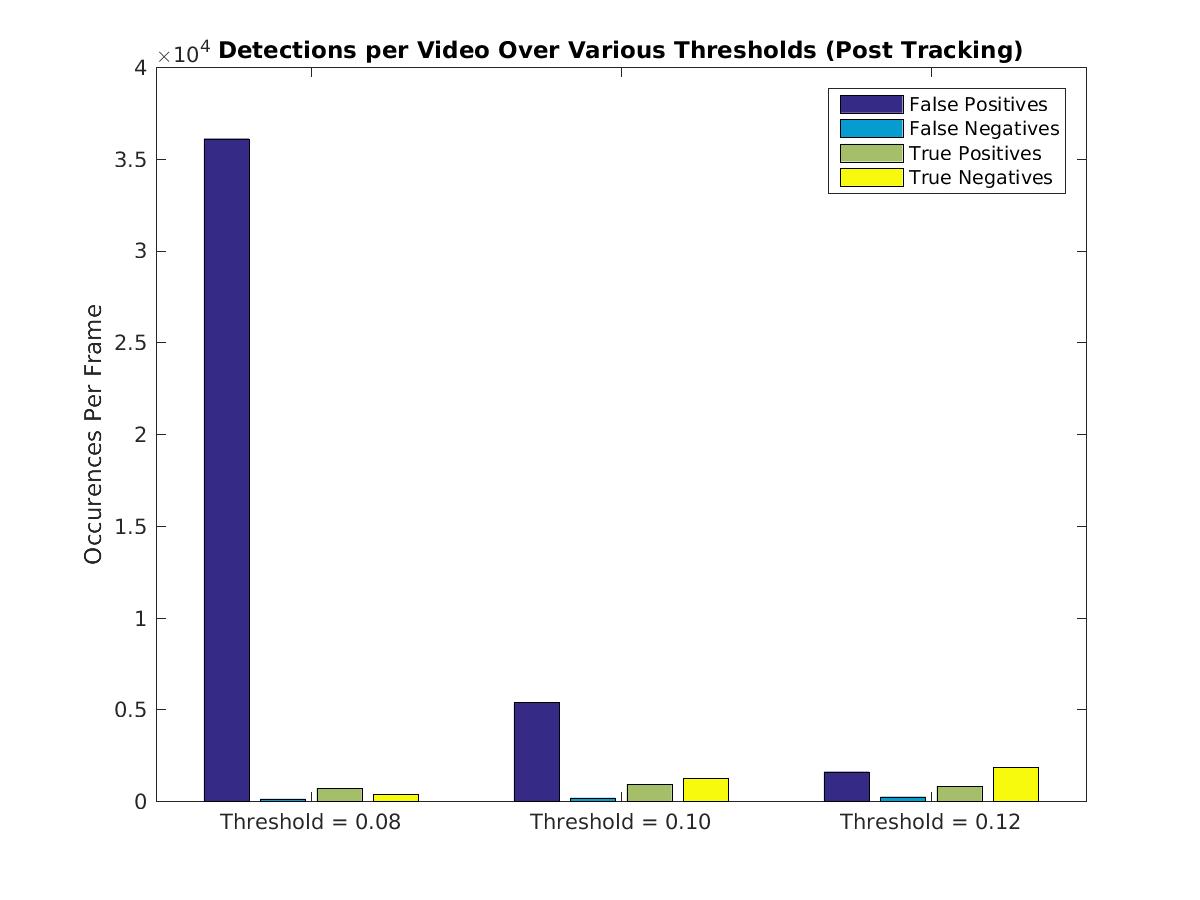 ×10⁴ Detections per Video Over Various Thresholds (Post Tracking)
4
3.5
3
2.5
2
1.5
1
0.5
0
Occurences Per Frame
False Positives
False Negatives
True Positives
True Negatives
Threshold = 0.08
Threshold = 0.10
Threshold = 0.12